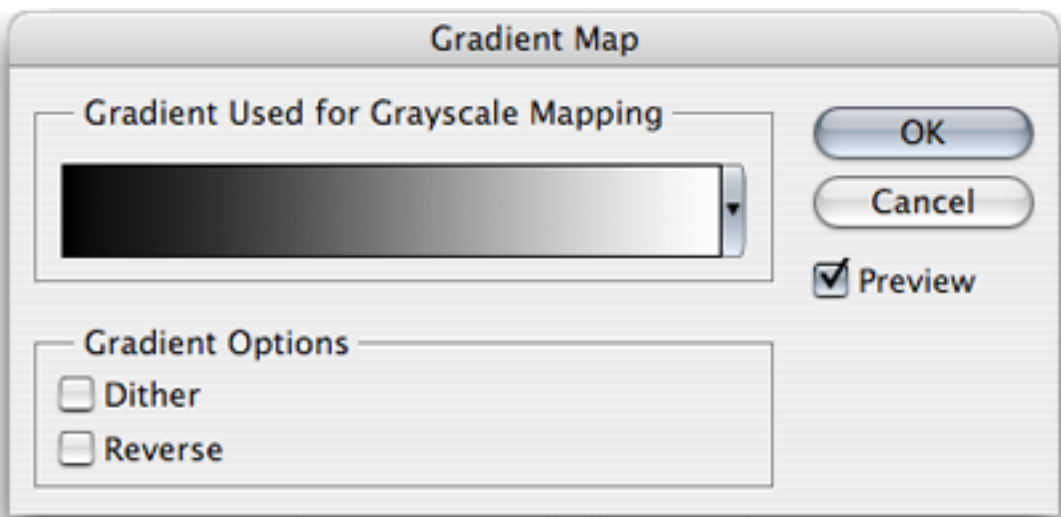 Gradient Map
Gradient Used for Grayscale Mapping
OK
Cancel
Preview
Gradient Options
Dither
Reverse